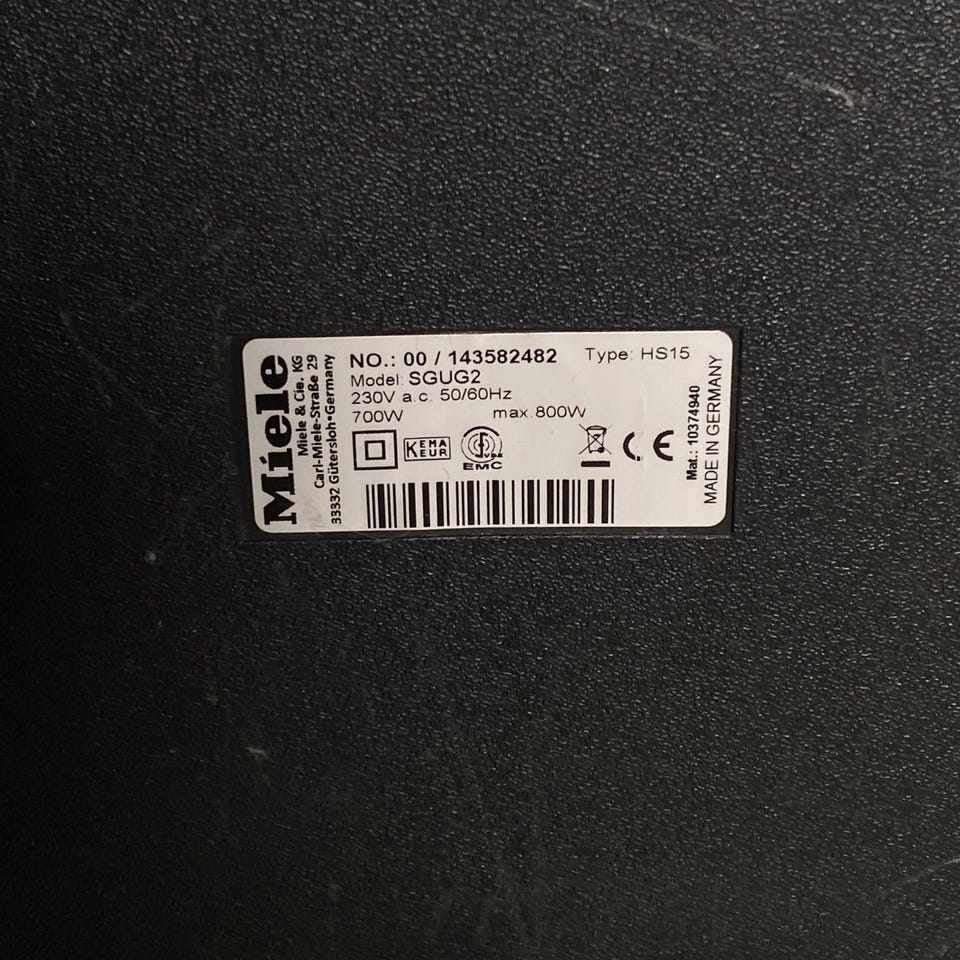 Miele
Miele & Cie. KG
Carl-Miele-Straße 29
33332 Gütersloh•Germany
NO.: 00 / 143582482 Type: HS15
Model: SGUG2
230V a.c. 50/60Hz
700W max.800W
KEMA
KEUR
EMC
CE
Mat.: 10374940
MADE IN GERMANY